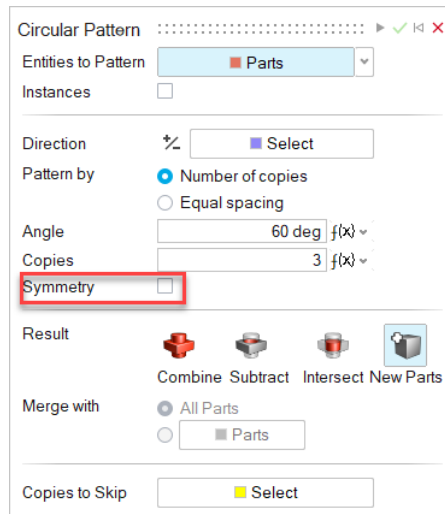 Circular Pattern
Entities to Pattern Parts
Instances
Direction +/- Select
Pattern by Number of copies
Equal spacing
Angle 60 deg f(x)
Copies 3 f(x)
Symmetry
Result
Combine Subtract Intersect New Parts
Merge with All Parts
Parts
Copies to Skip Select